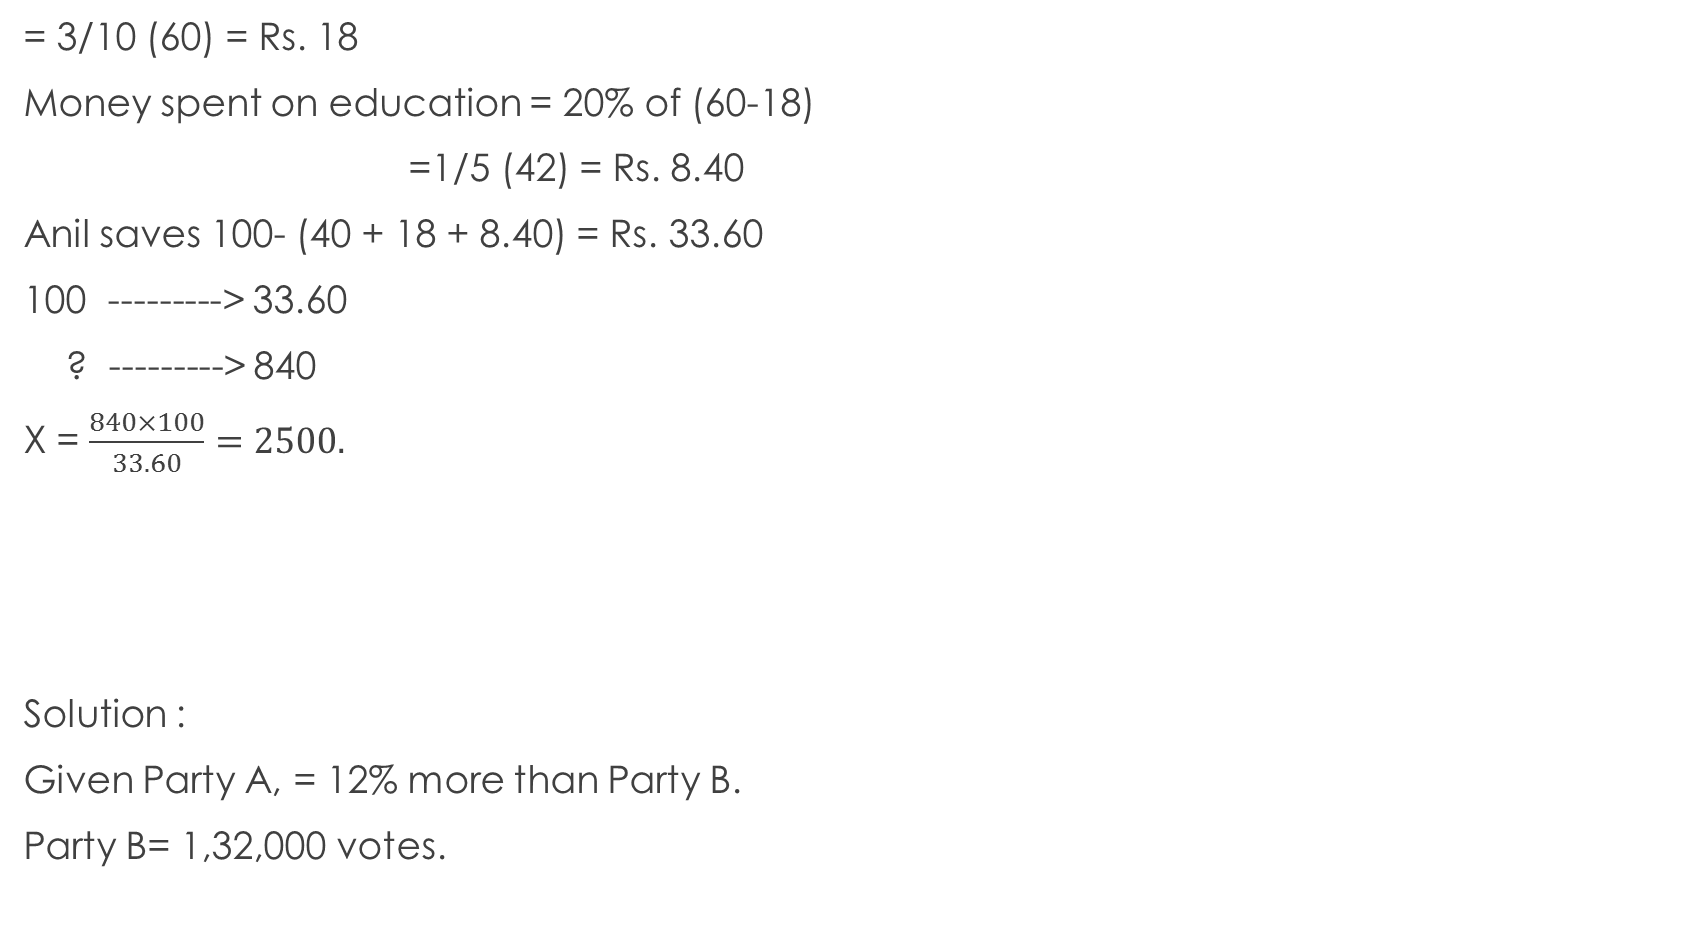 = 3/10 (60) = Rs. 18
Money spent on education = 20% of (60-18)
=1/5 (42) = Rs. 8.40
Anil saves 100- (40 + 18 + 8.40) = Rs. 33.60
100 ---------> 33.60
? ---------> 840
X = 840×100/33.60 = 2500.
Solution :
Given Party A, = 12% more than Party B.
Party B= 1,32,000 votes.